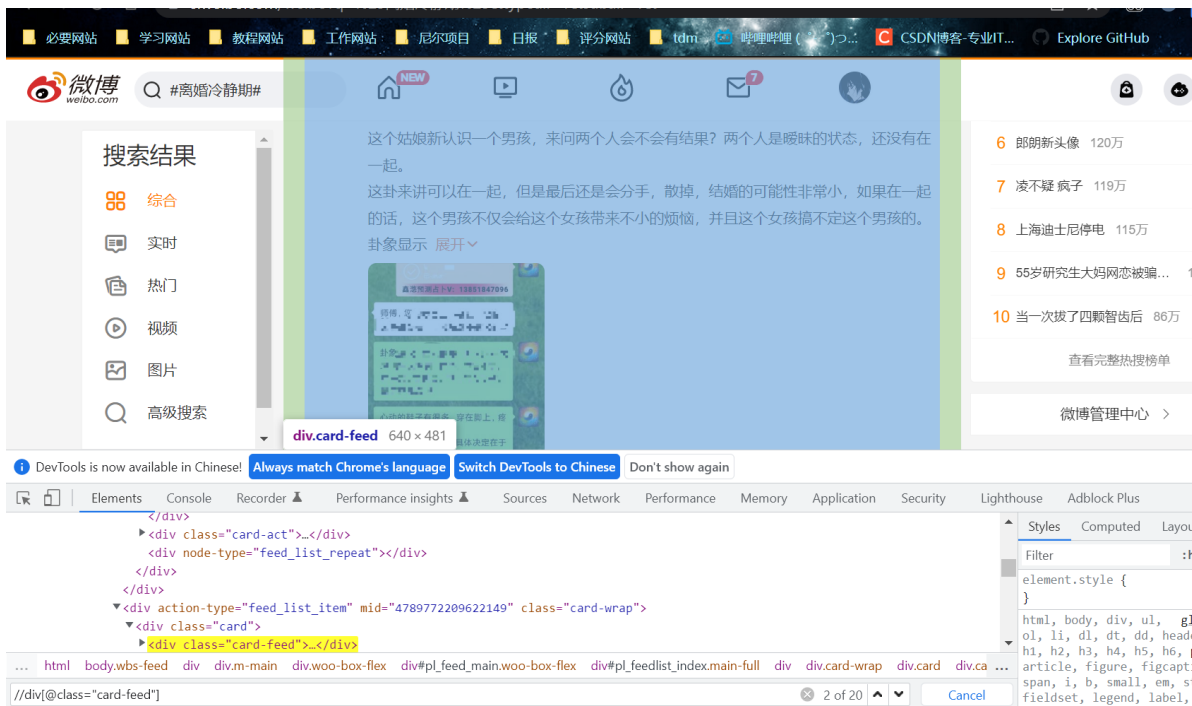 必要网站 学习网站 教程网站 工作网站 尼尔项目 日报 评分网站 tdm 哔哩哔哩 ( ゜- ゜)つ... CSDN博客-专业IT... Explore GitHub
微博 weibo.com #离婚冷静期# NEW 7
搜索结果
综合
实时
热门
视频
图片
高级搜索
这个姑娘新认识一个男孩，来问两个人会不会有结果？两个人是暧昧的状态，还没有在
一起。
这卦来讲可以在一起，但是最后还是会分手，散掉，结婚的可能性非常小，如果在一起
的话，这个男孩不仅会给这个女孩带来不小的烦恼，并且这个女孩搞不定这个男孩的。
卦象显示 展开
div.card-feed 640 × 481
6 郎朗新头像 120万
7 凌不疑 疯子 119万
8 上海迪士尼停电 115万
9 55岁研究生大妈网恋被骗...
10 当一次拔了四颗智齿后 86万
查看完整热搜榜单
微博管理中心
DevTools is now available in Chinese! Always match Chrome's language Switch DevTools to Chinese Don't show again
Elements Console Recorder Performance insights Sources Network Performance Memory Application Security Lighthouse Adblock Plus
</div>
<div class="card-act">…</div>
<div node-type="feed_list_repeat"></div>
</div>
</div>
<div action-type="feed_list_item" mid="4789772209622149" class="card-wrap">
<div class="card">
<div class="card-feed">…</div>
... html body.wbs-feed div div.m-main div.woo-box-flex div#pl_feed_main.woo-box-flex div#pl_feedlist_index.main-full div div.card-wrap div.card div.ca ...
//div[@class="card-feed"] 2 of 20 Cancel
Styles Computed Layou
Filter :h
element.style {
}
html, body, div, ul, gl
ol, li, dl, dt, dd, heade
h1, h2, h3, h4, h5, h6, p
article, figure, figcapti
span, i, b, small, em, st
fieldset, legend, label,